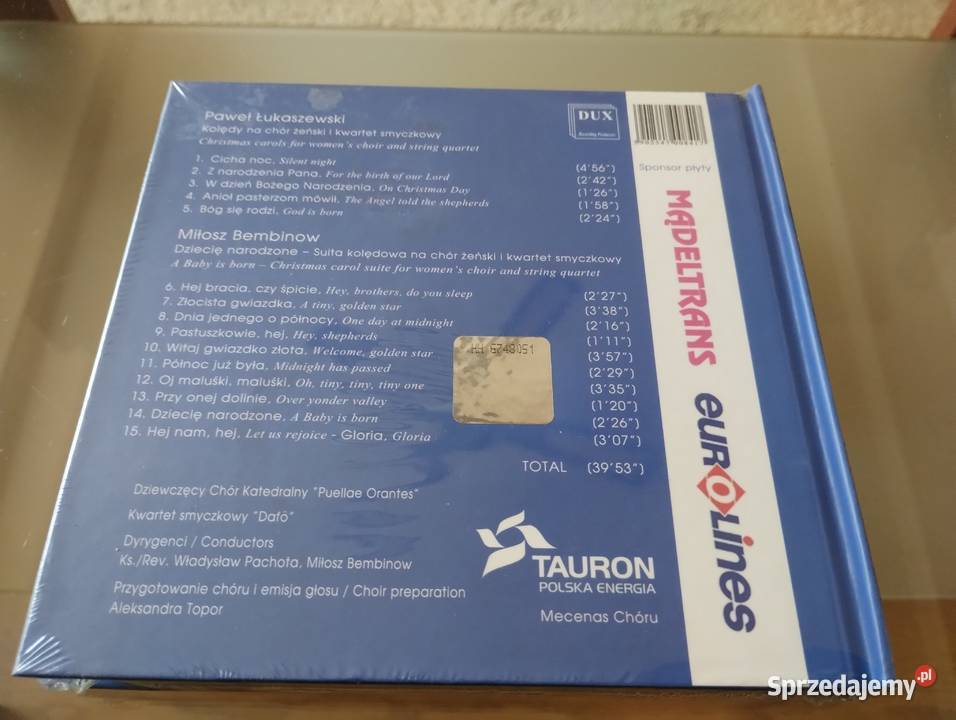 Paweł Łukaszewski
Kolędy na chór żeński i kwartet smyczkowy
Christmas carols for women's choir and string quartet
1. Cicha noc, Silent night (4'56")
2. Z narodzenia Pana, For the birth of our Lord (2'42")
3. W dzień Bożego Narodzenia, On Christmas Day (1'26")
4. Anioł pasterzom mówił, The Angel told the shepherds (1'58")
5. Bóg się rodzi, God is born (2'24")
Miłosz Bembinow
Dziecię narodzone – Suita kolędowa na chór żeński i kwartet smyczkowy
A Baby is born – Christmas carol suite for women's choir and string quartet
6. Hej bracia, czy śpicie, Hey, brothers, do you sleep (2'27")
7. Złocista gwiazdka, A tiny, golden star (3'38")
8. Dnia jednego o północy, One day at midnight (2'16")
9. Pastuszkowie, hej, Hey, shepherds (1'11")
10. Witaj gwiazdko złota, Welcome, golden star (3'57")
11. Północ już była, Midnight has passed (2'29")
12. Oj maluśki, maluśki, Oh, tiny, tiny, tiny one (3'35")
13. Przy onej dolinie, Over yonder valley (1'20")
14. Dziecię narodzone, A Baby is born (2'26")
15. Hej nam, hej, Let us rejoice - Gloria, Gloria (3'07")
TOTAL (39'53")
Dziewczęcy Chór Katedralny "Puellae Orantes"
Kwartet smyczkowy "Dafô"
Dyrygenci / Conductors
Ks./Rev. Władysław Pachota, Miłosz Bembinow
Przygotowanie chóru i emisja głosu / Choir preparation
Aleksandra Topor
TAURON
POLSKA ENERGIA
Mecenas Chóru
DUX
Sponsor płyty
MĄDELTRANS
euROLines
Sprzedajemy.pl